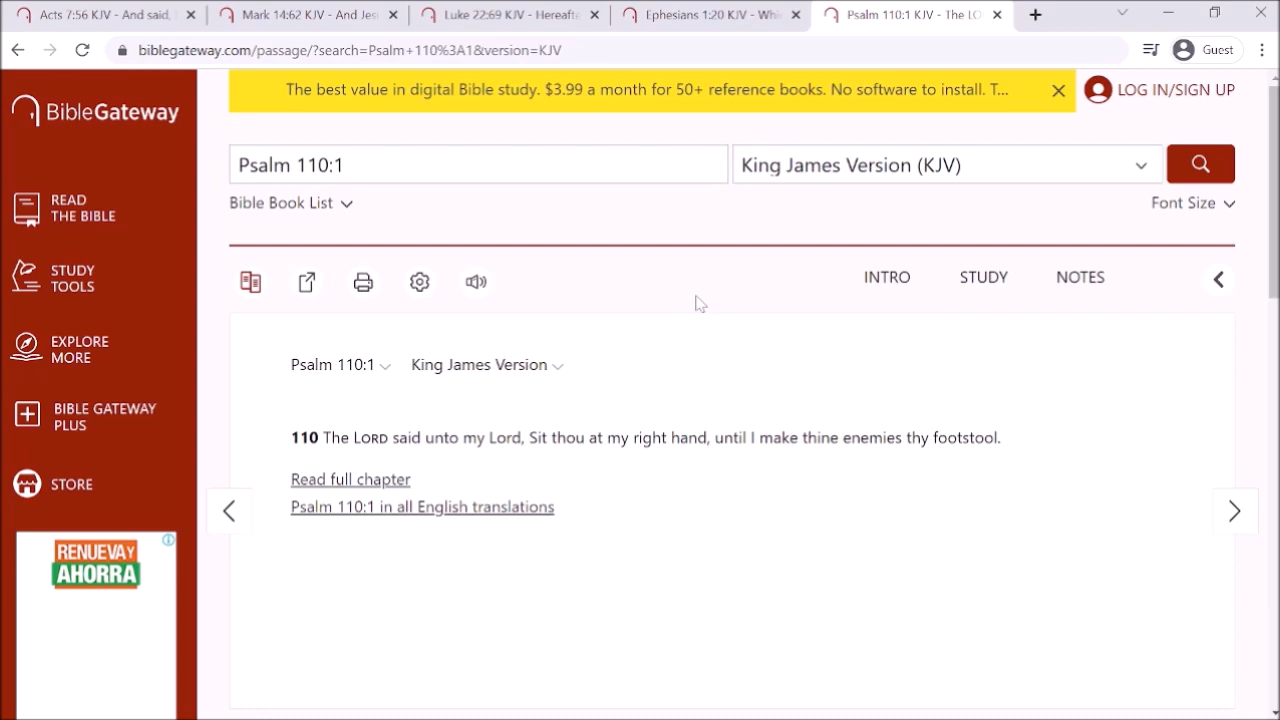 Acts 7:56 KJV - And said,
Mark 14:62 KJV - And Jes
Luke 22:69 KJV - Hereafte
Ephesians 1:20 KJV - Whi
Psalm 110:1 KJV - The LO
biblegateway.com/passage/?search=Psalm+110%3A1&version=KJV
Guest
The best value in digital Bible study. $3.99 a month for 50+ reference books. No software to install. T...
LOG IN/SIGN UP
BibleGateway
Psalm 110:1
King James Version (KJV)
Bible Book List
Font Size
READ
THE BIBLE
STUDY
TOOLS
EXPLORE
MORE
BIBLE GATEWAY
PLUS
STORE
INTRO
STUDY
NOTES
Psalm 110:1
King James Version
110 The LORD said unto my Lord, Sit thou at my right hand, until I make thine enemies thy footstool.
Read full chapter
Psalm 110:1 in all English translations
RENUEVA Y
AHORRA